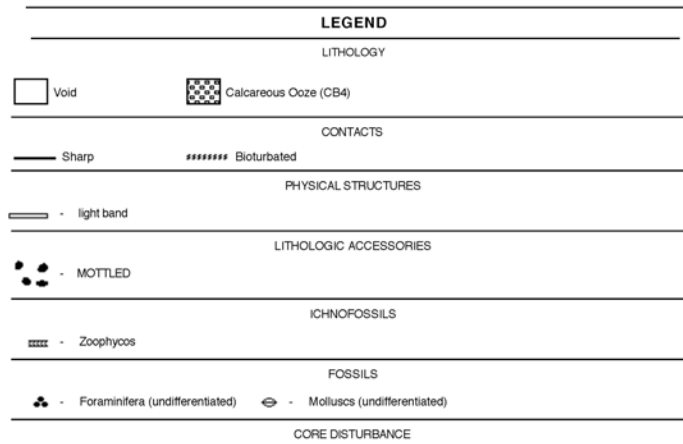 LEGEND
LITHOLOGY
Void Calcareous Ooze (CB4)
CONTACTS
Sharp Bioturbated
PHYSICAL STRUCTURES
- light band
LITHOLOGIC ACCESSORIES
- MOTTLED
ICHNOFOSSILS
- Zoophycos
FOSSILS
- Foraminifera (undifferentiated) - Molluscs (undifferentiated)
CORE DISTURBANCE